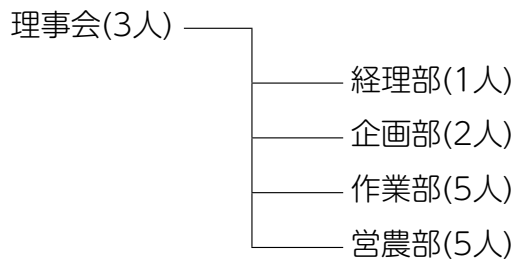 理事会(3人)
経理部(1人)
企画部(2人)
作業部(5人)
営農部(5人)